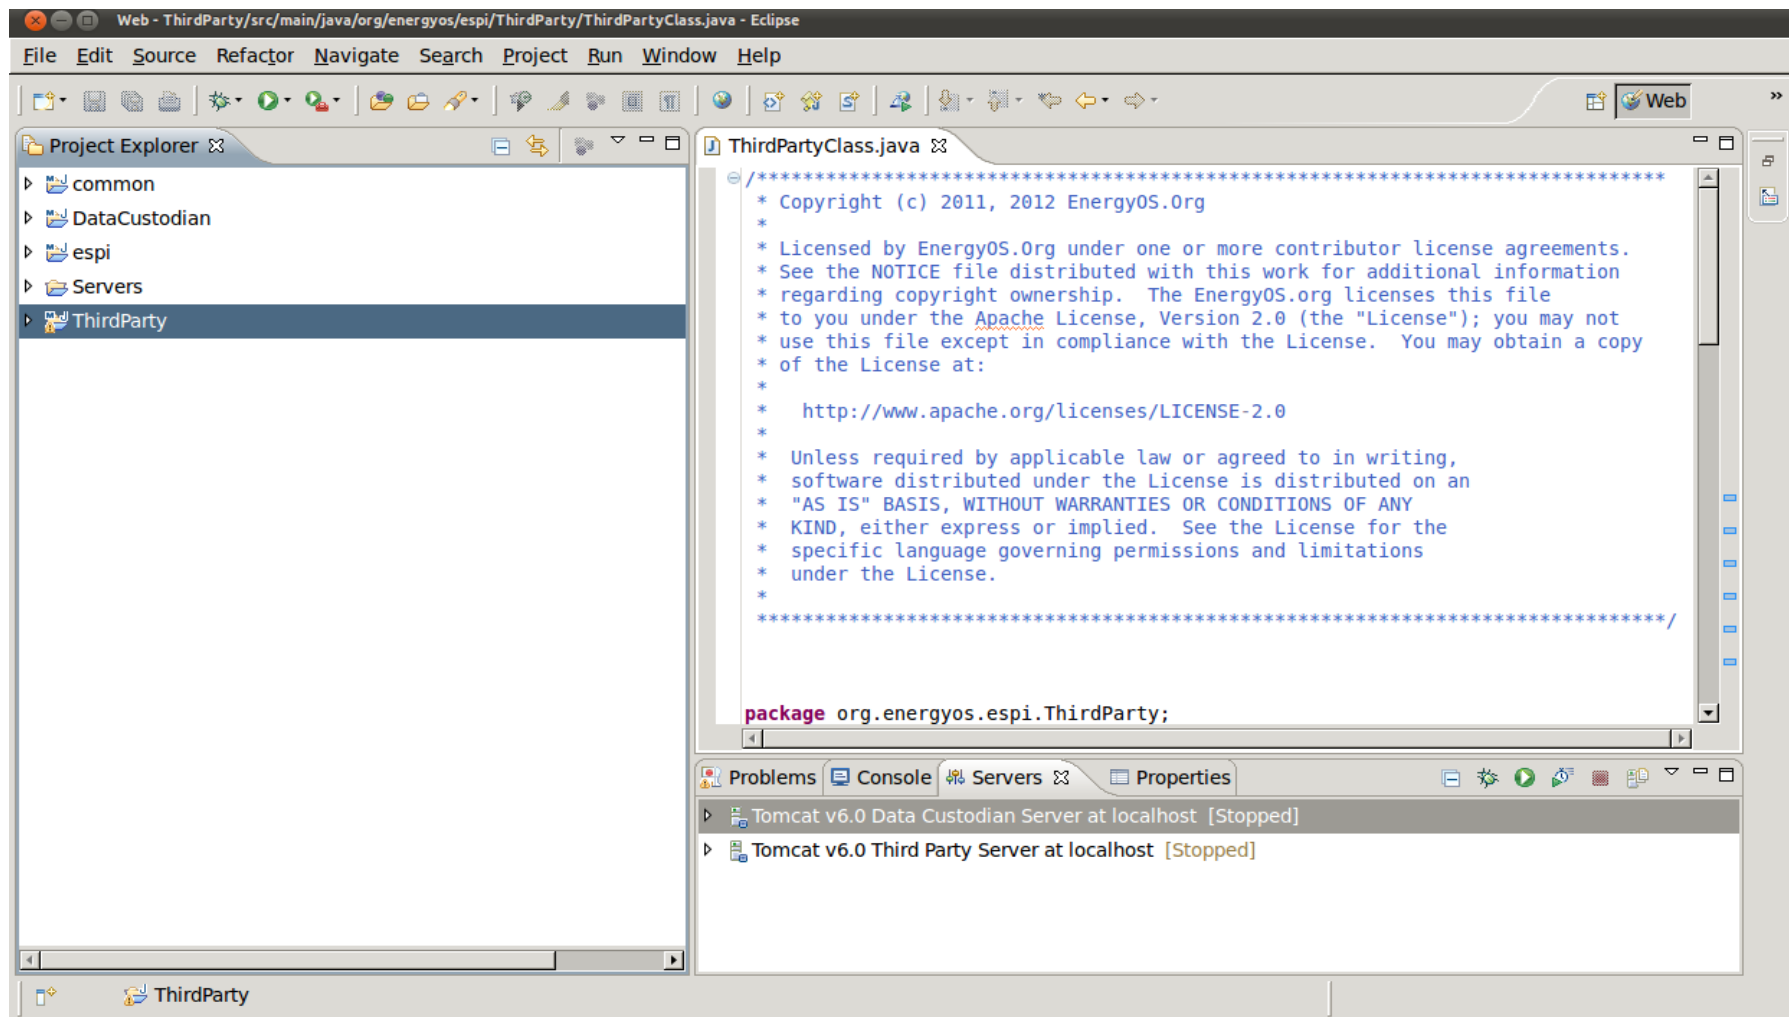 Web - ThirdParty/src/main/java/org/energyos/espi/ThirdParty/ThirdPartyClass.java - Eclipse
File Edit Source Refactor Navigate Search Project Run Window Help
Web »
Project Explorer
common
DataCustodian
espi
Servers
ThirdParty
ThirdPartyClass.java
/*******************************************************************************
* Copyright (c) 2011, 2012 EnergyOS.Org
*
* Licensed by EnergyOS.Org under one or more contributor license agreements.
* See the NOTICE file distributed with this work for additional information
* regarding copyright ownership.  The EnergyOS.org licenses this file
* to you under the Apache License, Version 2.0 (the "License"); you may not
* use this file except in compliance with the License.  You may obtain a copy
* of the License at:
*
*   http://www.apache.org/licenses/LICENSE-2.0
*
*  Unless required by applicable law or agreed to in writing,
*  software distributed under the License is distributed on an
*  "AS IS" BASIS, WITHOUT WARRANTIES OR CONDITIONS OF ANY
*  KIND, either express or implied.  See the License for the
*  specific language governing permissions and limitations
*  under the License.
*
*******************************************************************************/
package org.energyos.espi.ThirdParty;
Problems Console Servers Properties
Tomcat v6.0 Data Custodian Server at localhost [Stopped]
Tomcat v6.0 Third Party Server at localhost [Stopped]
ThirdParty